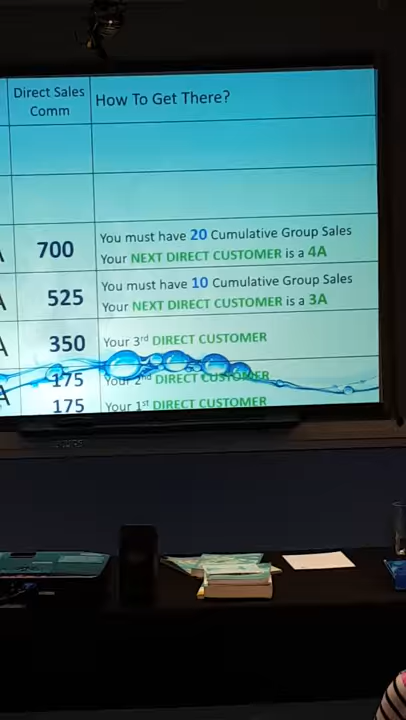 Direct Sales
Comm
How To Get There?
700
You must have 20 Cumulative Group Sales
Your NEXT DIRECT CUSTOMER is a 4A
A
525
You must have 10 Cumulative Group Sales
Your NEXT DIRECT CUSTOMER is a 3A
A
350
Your 3rd DIRECT CUSTOMER
A
175
Your 2nd DIRECT CUSTOMER
A
175
Your 1st DIRECT CUSTOMER